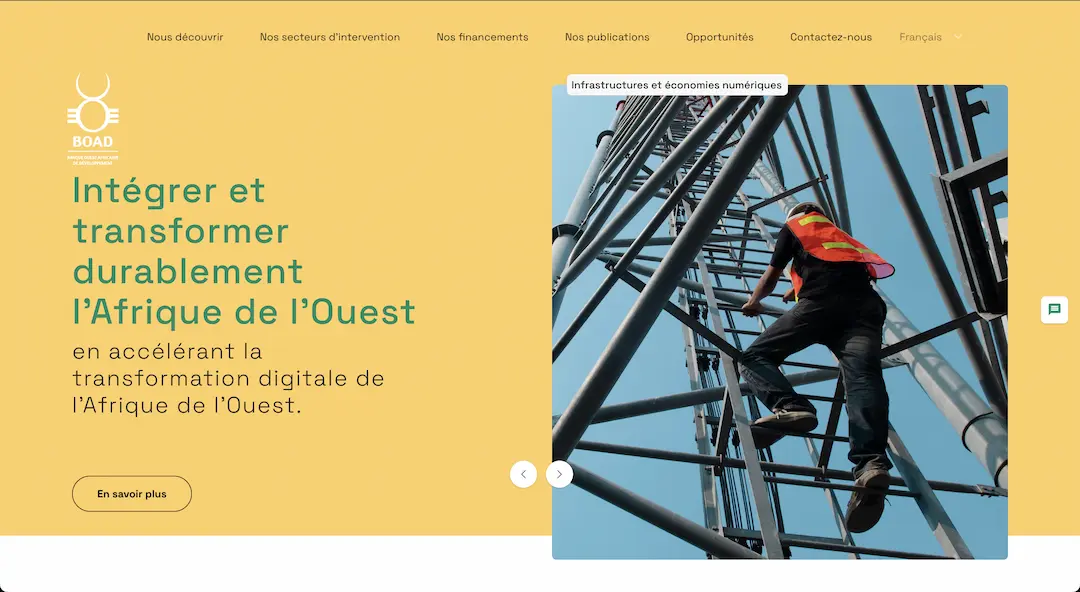 Nous découvrir
Nos secteurs d'intervention
Nos financements
Nos publications
Opportunités
Contactez-nous
Français
BOAD
Infrastructures et économies numériques
Intégrer et
transformer
durablement
l'Afrique de l'Ouest
en accélérant la
transformation digitale de
l'Afrique de l'Ouest.
En savoir plus